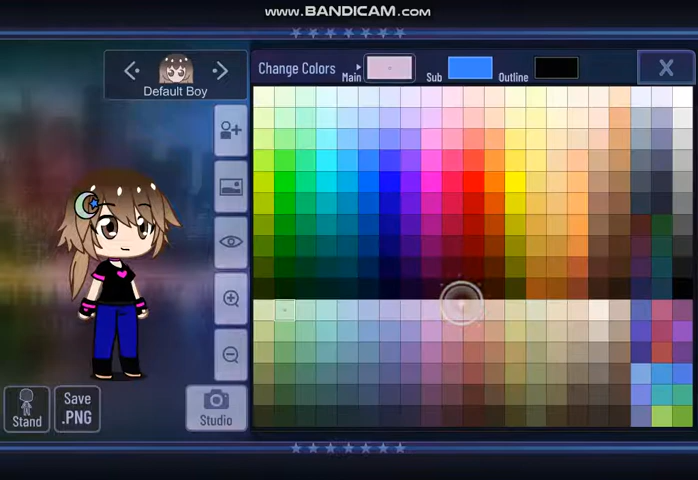 www.BANDICAM.com
Default Boy
Change Colors
Main
Sub
Outline
X
Stand
Save
.PNG
Studio